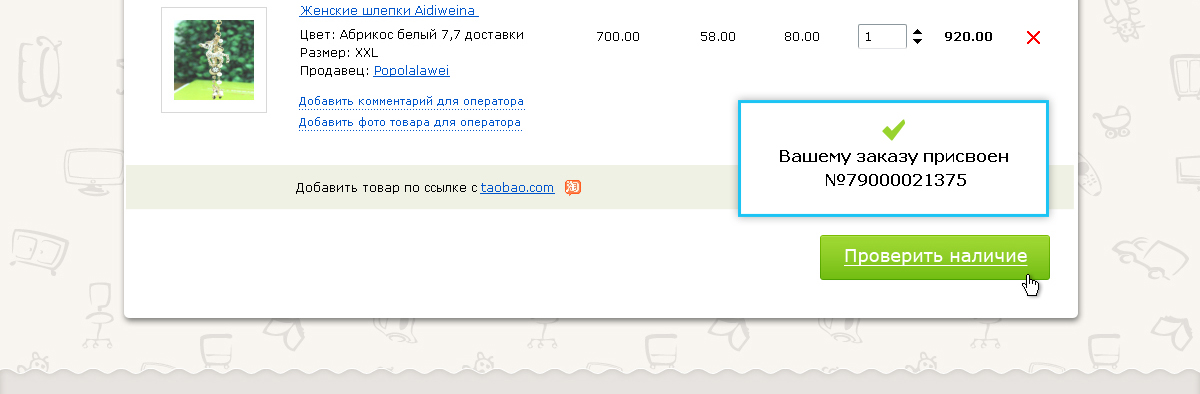 Женские шлепки Aidiweina
Цвет: Абрикос белый 7,7 доставки
700.00 58.00 80.00 1 920.00
Размер: XXL
Продавец: Popolalawei
Добавить комментарий для оператора
Добавить фото товара для оператора
Вашему заказу присвоен
№79000021375
Добавить товар по ссылке с taobao.com 淘
Проверить наличие